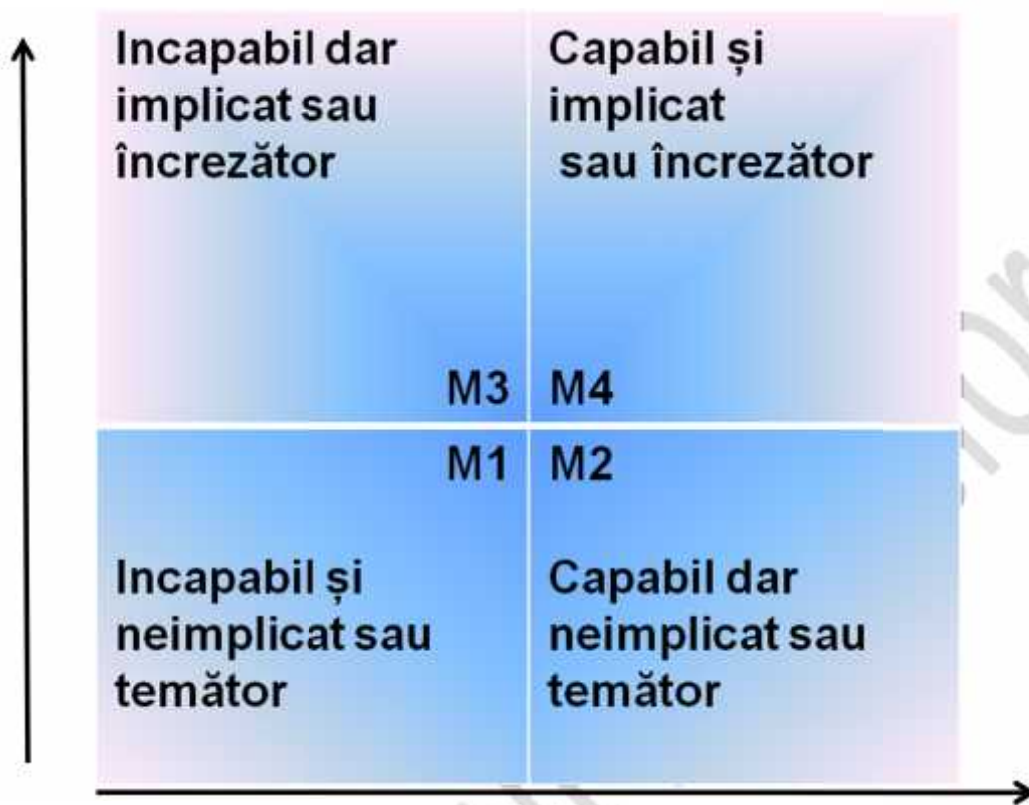 Incapabil dar
implicat sau
încrezător
Capabil și
implicat
sau încrezător
M3
M4
M1
M2
Incapabil și
neimplicat sau
temător
Capabil dar
neimplicat sau
temător